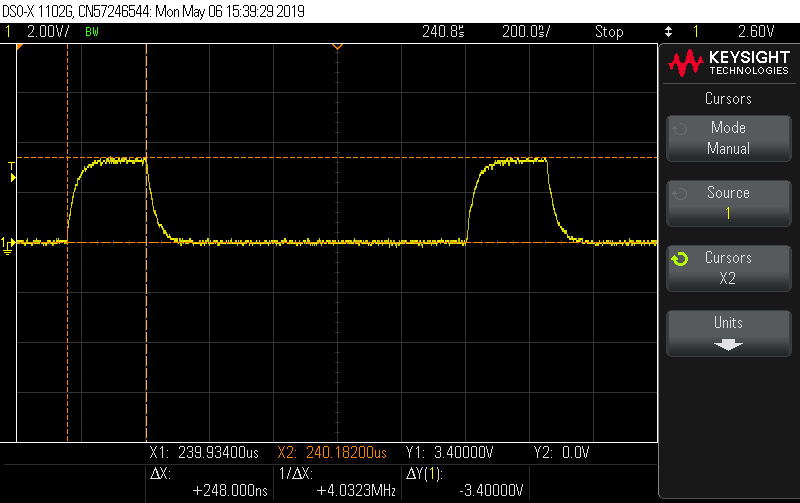 DSO-X 1102G, CN57246544: Mon May 06 15:39:29 2019
1 2.00V/ BW 240.8us 200.0s/ Stop 1 2.60V
KEYSIGHT
TECHNOLOGIES
Cursors
Mode
Manual
T
Source
1
1
Cursors
X2
Units
X1: 239.93400us X2: 240.18200us Y1: 3.40000V Y2: 0.0V
ΔX: 1/ΔX: ΔY(1):
+248.000ns +4.0323MHz -3.40000V